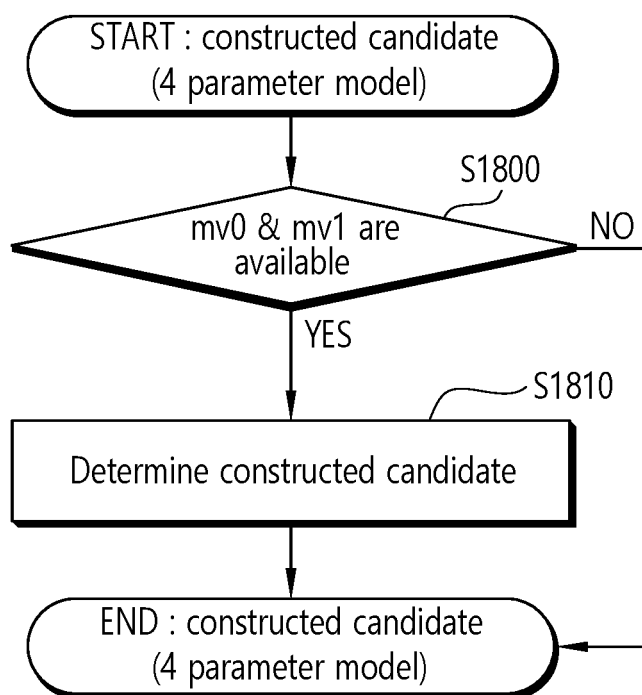 START : constructed candidate
(4 parameter model)
S1800
mv0 & mv1 are
available
NO
YES
S1810
Determine constructed candidate
END : constructed candidate
(4 parameter model)